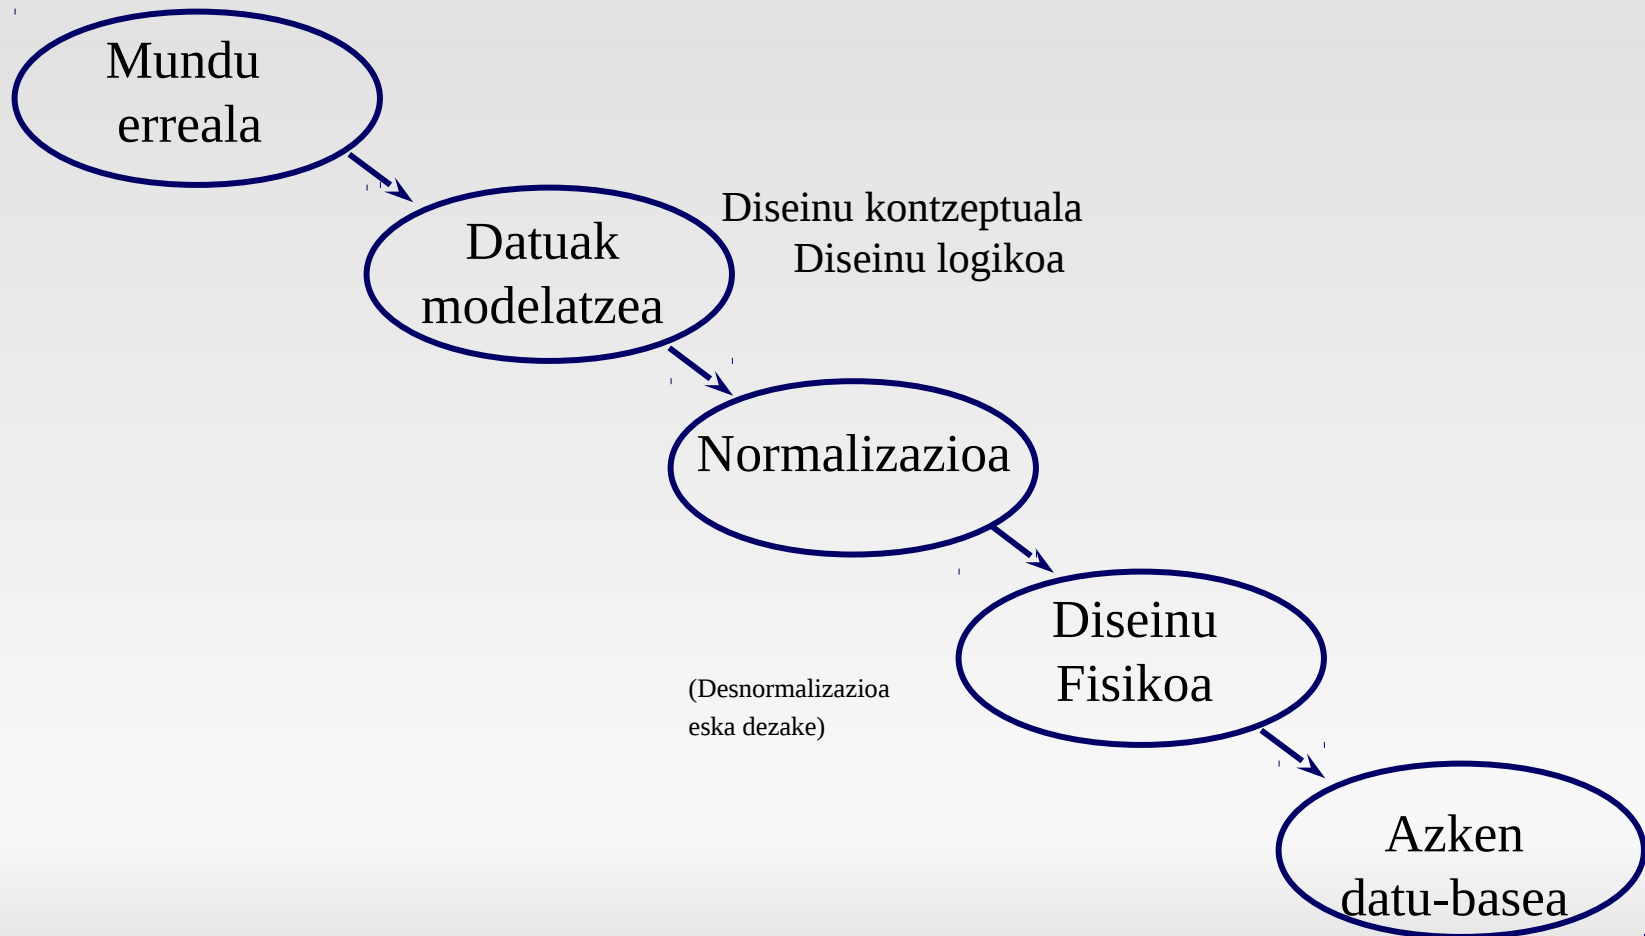 Mundu
erreala
Datuak
modelatzea
Diseinu kontzeptuala
Diseinu logikoa
Normalizazioa
Diseinu
Fisikoa
(Desnormalizazioa
eska dezake)
Azken
datu-basea